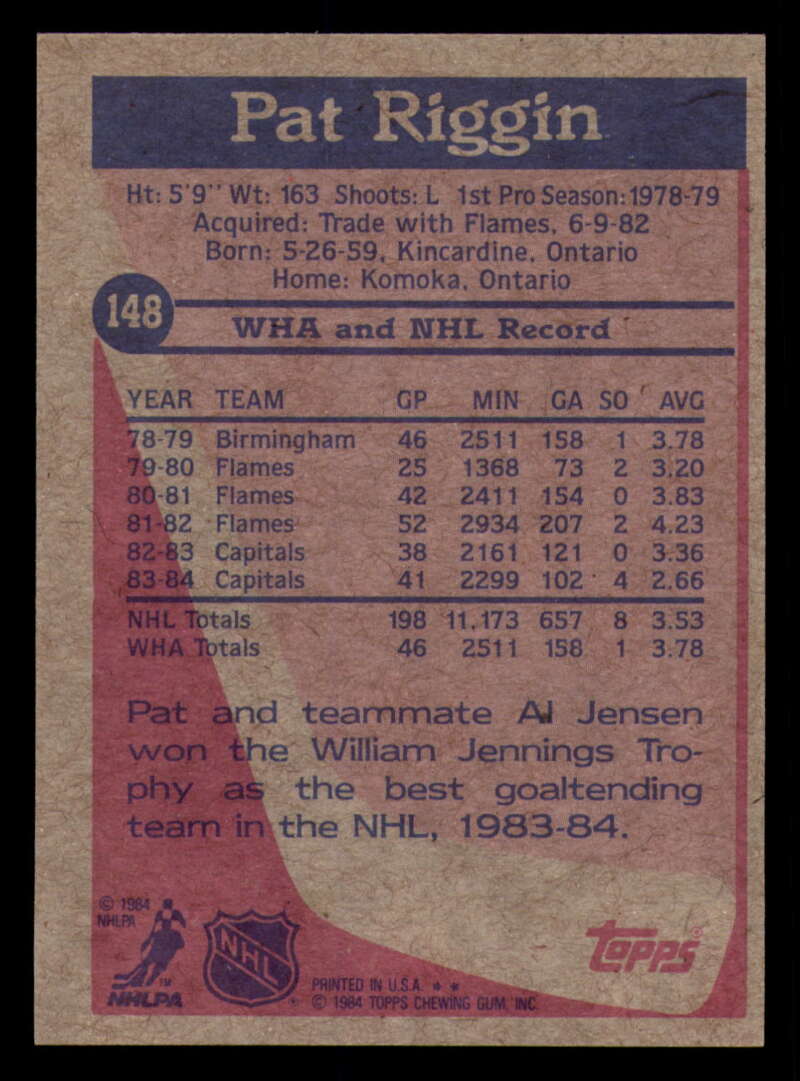 Pat Riggin
Ht: 5'9" Wt: 163 Shoots: L 1st Pro Season: 1978-79
Acquired: Trade with Flames, 6-9-82
Born: 5-26-59, Kincardine, Ontario
Home: Komoka, Ontario
148
WHA and NHL Record
YEAR TEAM GP MIN GA SO AVG
78-79 Birmingham 46 2511 158 1 3.78
79-80 Flames 25 1368 73 2 3.20
80-81 Flames 42 2411 154 0 3.83
81-82 Flames 52 2934 207 2 4.23
82-83 Capitals 38 2161 121 0 3.36
83-84 Capitals 41 2299 102 4 2.66
NHL Totals 198 11,173 657 8 3.53
WHA Totals 46 2511 158 1 3.78
Pat and teammate Al Jensen
won the William Jennings Tro-
phy as the best goaltending
team in the NHL, 1983-84.
© 1984
NHLPA
TM
NHLPA
NHL
®
topps®
PRINTED IN U.S.A. * *
© 1984 TOPPS CHEWING GUM, INC.